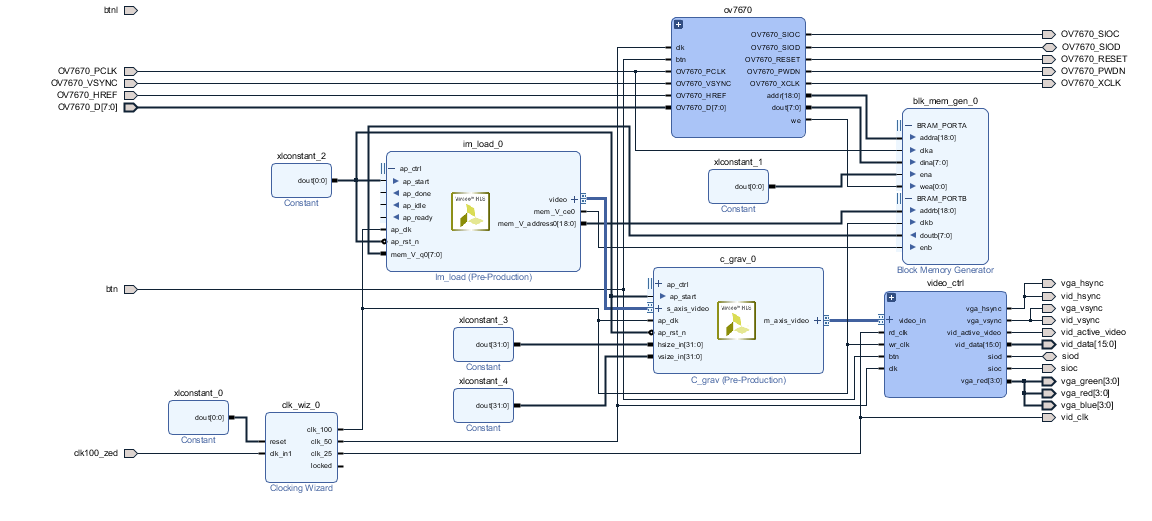 btnl
OV7670_PCLK
OV7670_VSYNC
OV7670_HREF
OV7670_D[7:0]
ov7670
clk
btn
OV7670_PCLK
OV7670_VSYNC
OV7670_HREF
OV7670_D[7:0]
OV7670_SIOC
OV7670_SIOD
OV7670_RESET
OV7670_PWDN
OV7670_XCLK
addr[18:0]
dout[7:0]
we
OV7670_SIOC
OV7670_SIOD
OV7670_RESET
OV7670_PWDN
OV7670_XCLK
blk_mem_gen_0
BRAM_PORTA
addra[18:0]
clka
dina[7:0]
ena
wea[0:0]
BRAM_PORTB
addrb[18:0]
clkb
doutb[7:0]
enb
Block Memory Generator
xlconstant_2
dout[0:0]
Constant
im_load_0
ap_ctrl
ap_start
ap_done
ap_idle
ap_ready
ap_clk
ap_rst_n
mem_V_q0[7:0]
Vivado™ HLS
video
mem_V_ce0
mem_V_address0[18:0]
Im_load (Pre-Production)
xlconstant_1
dout[0:0]
Constant
btn
c_grav_0
ap_ctrl
ap_start
s_axis_video
ap_clk
ap_rst_n
hsize_in[31:0]
vsize_in[31:0]
Vivado™ HLS
m_axis_video
C_grav (Pre-Production)
video_ctrl
video_in
rd_clk
wr_clk
btn
clk
vga_hsync
vga_vsync
vid_active_video
vid_data[15:0]
siod
sioc
vga_red[3:0]
vga_hsync
vid_hsync
vga_vsync
vid_vsync
vid_active_video
vid_data[15:0]
siod
sioc
vga_green[3:0]
vga_red[3:0]
vga_blue[3:0]
vid_clk
xlconstant_3
dout[31:0]
Constant
xlconstant_4
dout[31:0]
Constant
xlconstant_0
dout[0:0]
Constant
clk_wiz_0
reset
clk_in1
clk_100
clk_50
clk_25
locked
Clocking Wizard
clk100_zed